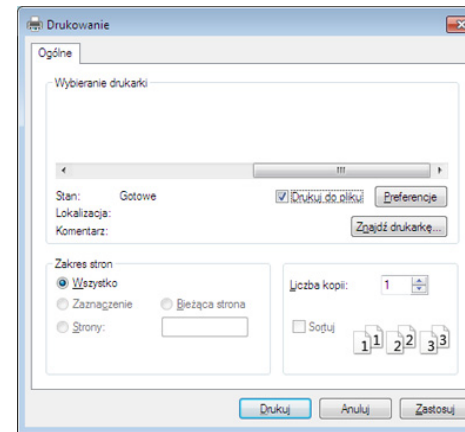 Drukowanie
Ogólne
Wybieranie drukarki
Stan: Gotowe
Drukuj do pliku
Preferencje
Lokalizacja:
Komentarz:
Znajdź drukarkę...
Zakres stron
Wszystko
Zaznaczenie
Bieżąca strona
Strony:
Liczba kopii: 1
Sortuj
1 1 2 2 3 3
Drukuj
Anuluj
Zastosuj